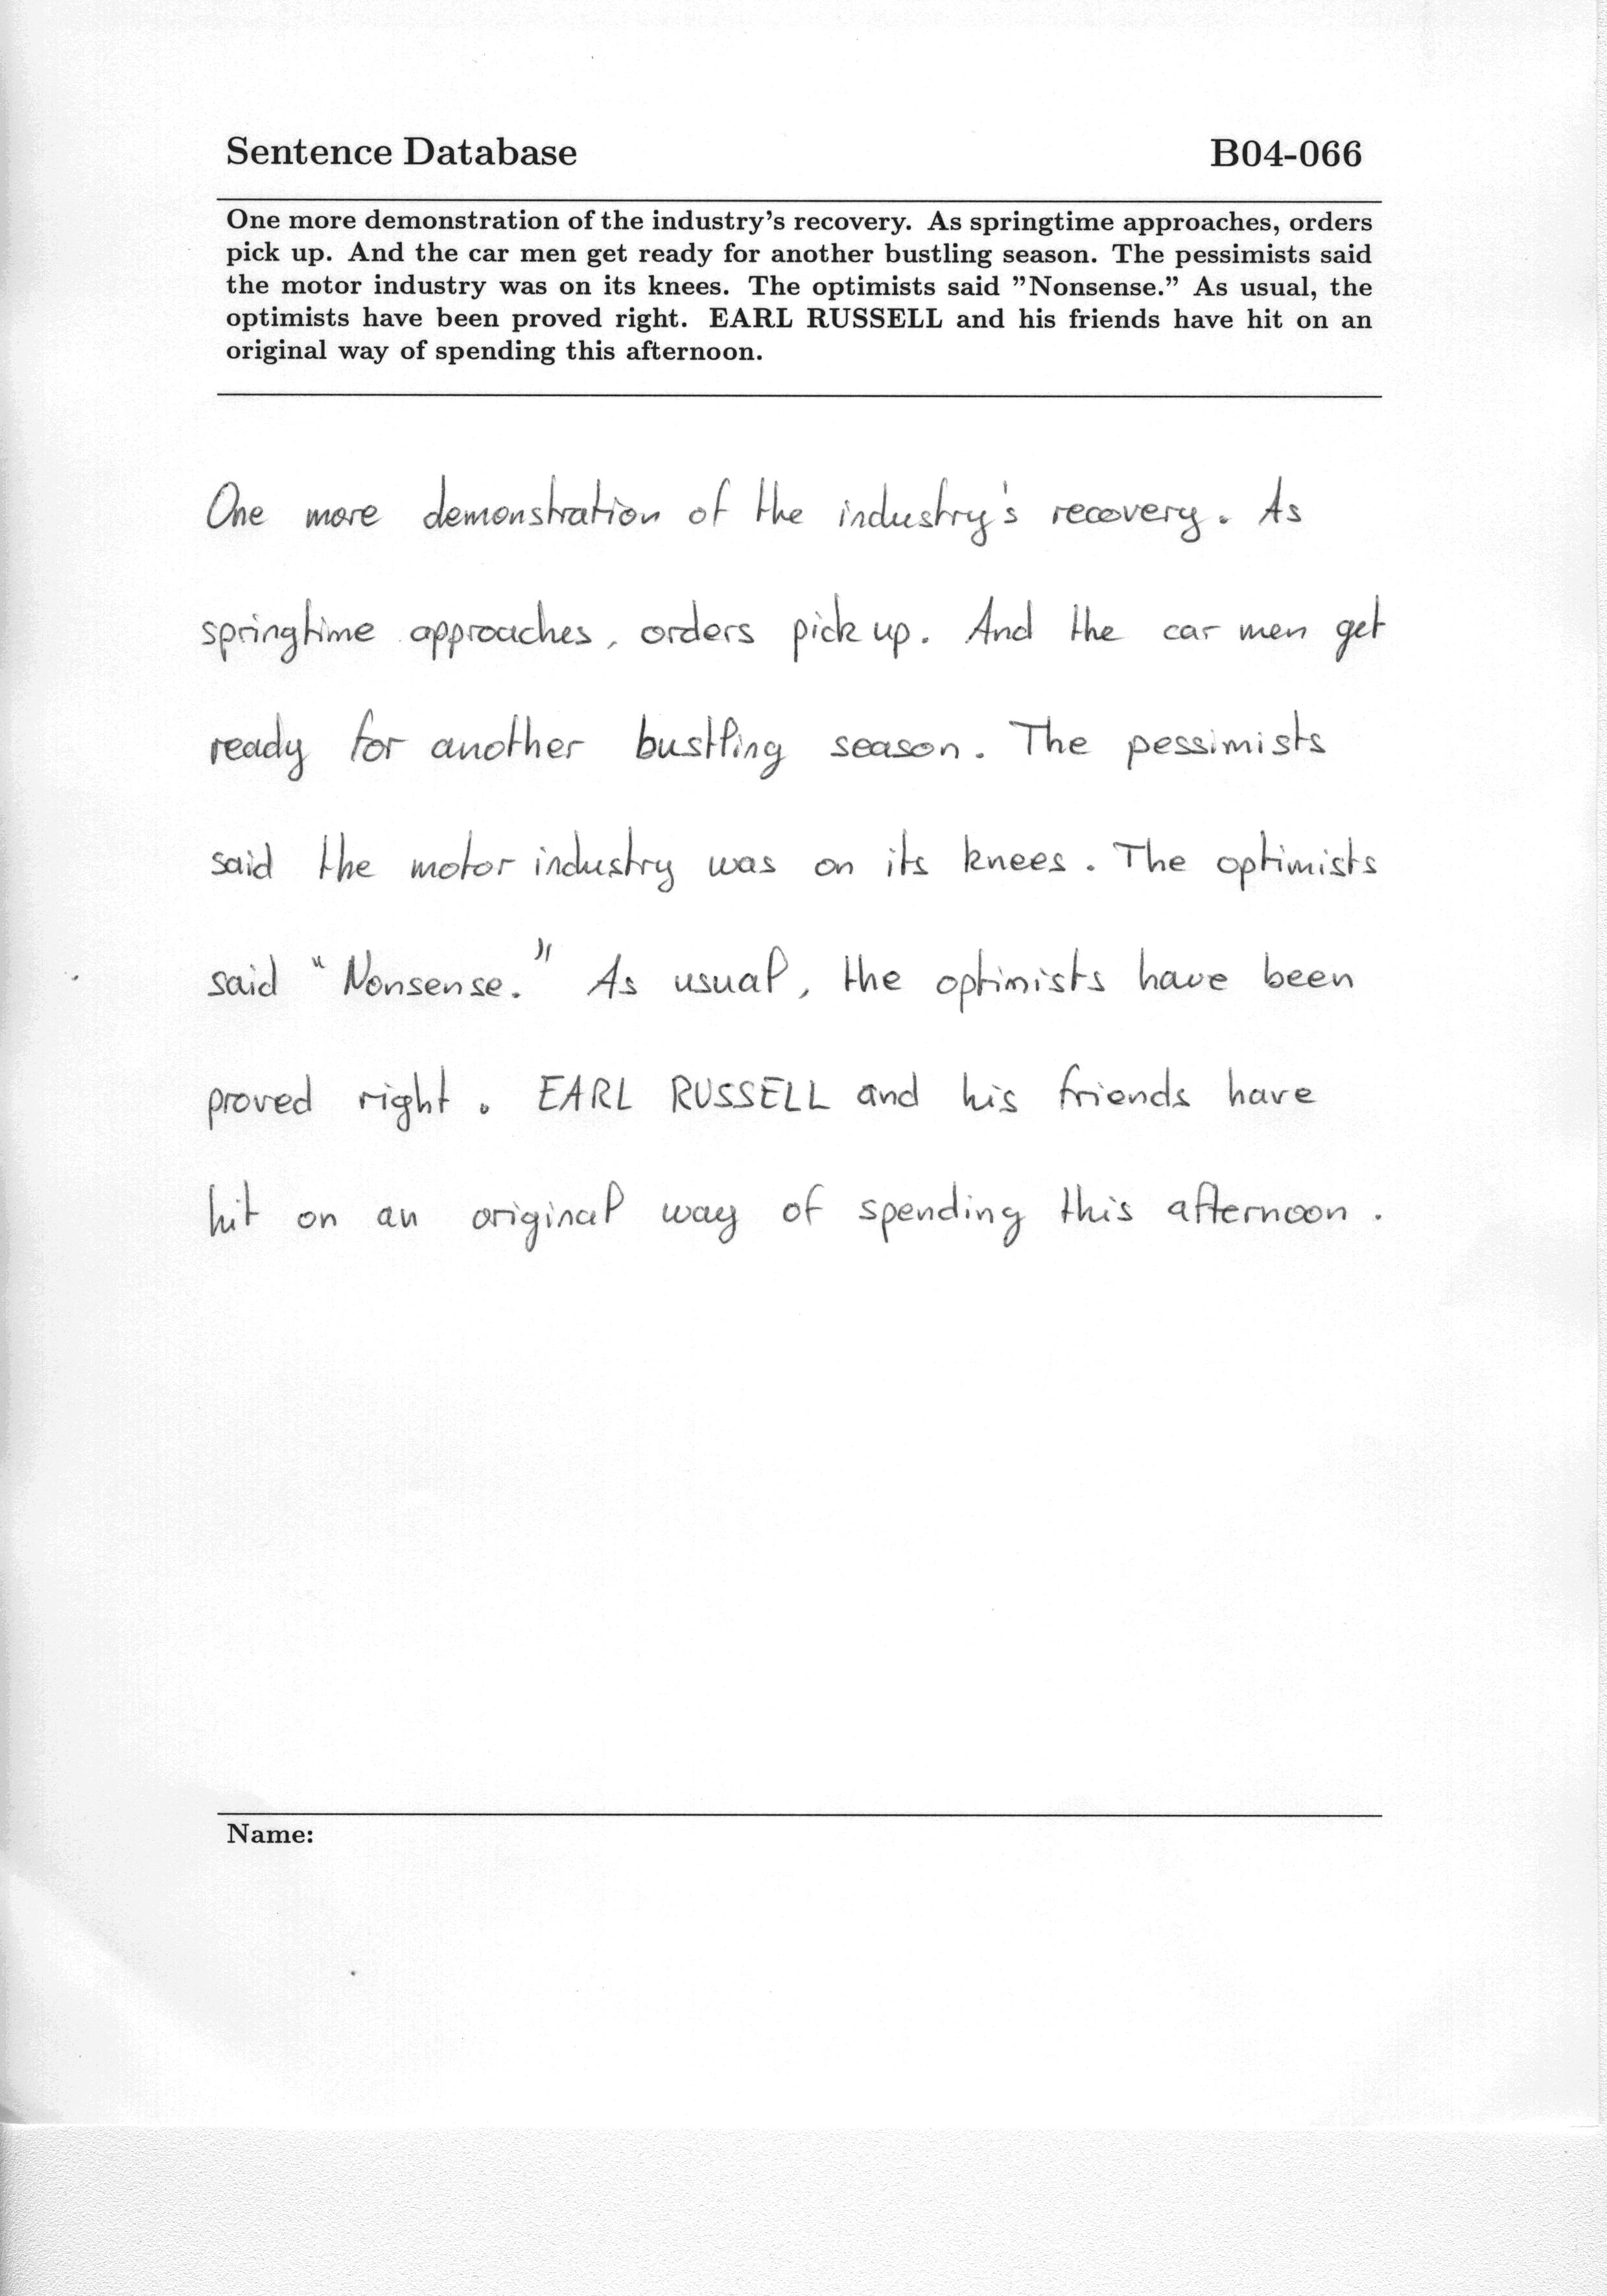 Sentence Database B04-066
One more demonstration of the industry's recovery. As springtime approaches, orders
pick up. And the car men get ready for another bustling season. The pessimists said
the motor industry was on its knees. The optimists said ”Nonsense.” As usual, the
optimists have been proved right. EARL RUSSELL and his friends have hit on an
original way of spending this afternoon.
One more demonstration of the industry's recovery. As
springtime approaches, orders pick up. And the car men get
ready for another bustling season. The pessimists
said the motor industry was on its knees. The optimists
said "Nonsense." As usual, the optimists have been
proved right. EARL RUSSELL and his friends have
hit on an original way of spending this afternoon.
Name: